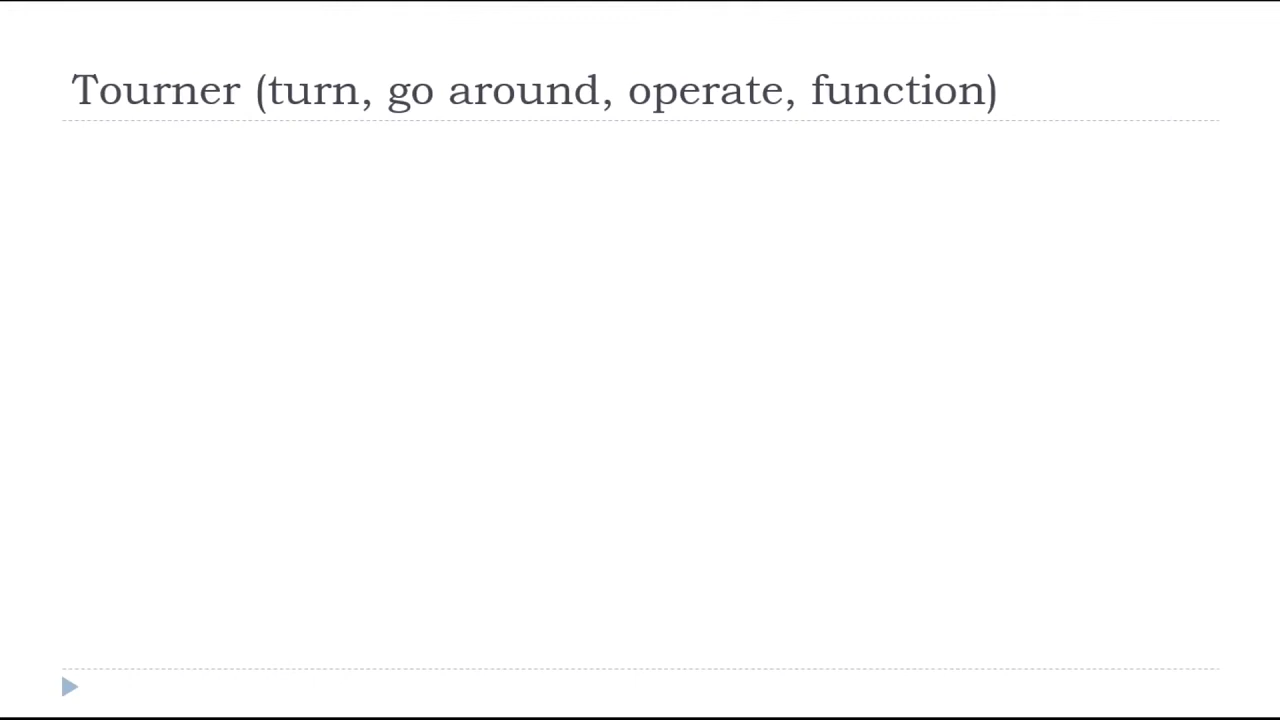 Tourner (turn, go around, operate, function)